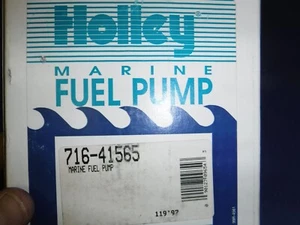 Holley
MARINE
FUEL PUMP
716-41565
MARINE FUEL PUMP
119'97